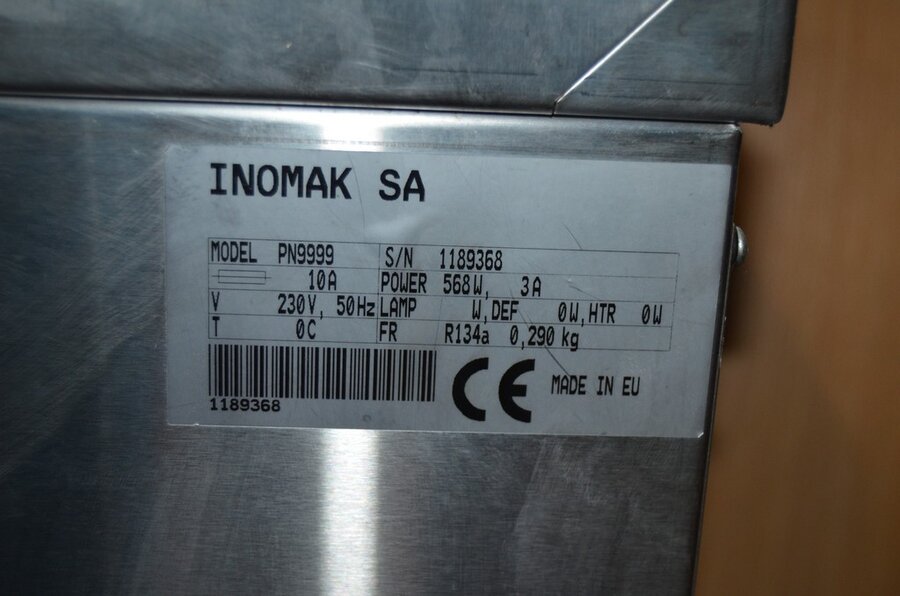 INOMAK SA
MODEL PN9999 S/N 1189368
10A POWER 568W, 3A
V 230V, 50Hz LAMP W,DEF 0W,HTR 0W
T 0C FR R134a 0,290 kg
1189368
CE MADE IN EU